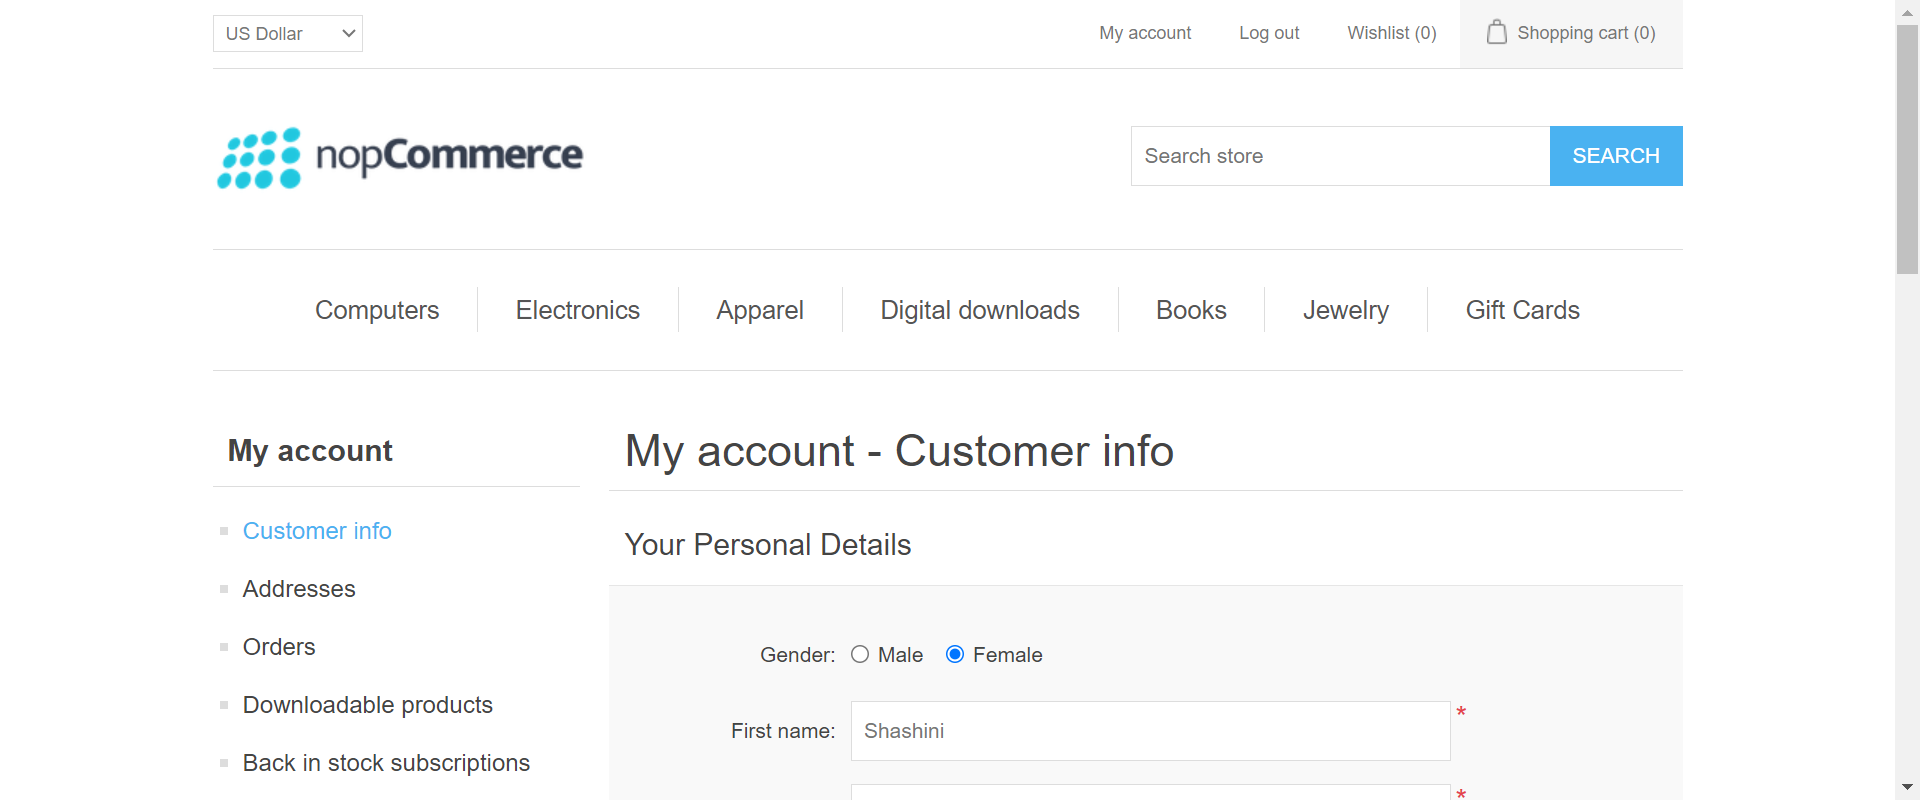 US Dollar
My account Log out Wishlist (0) Shopping cart (0)
nopCommerce
Search store SEARCH
Computers Electronics Apparel Digital downloads Books Jewelry Gift Cards
My account
Customer info
Addresses
Orders
Downloadable products
Back in stock subscriptions
My account - Customer info
Your Personal Details
Gender: Male Female
First name: Shashini *
*